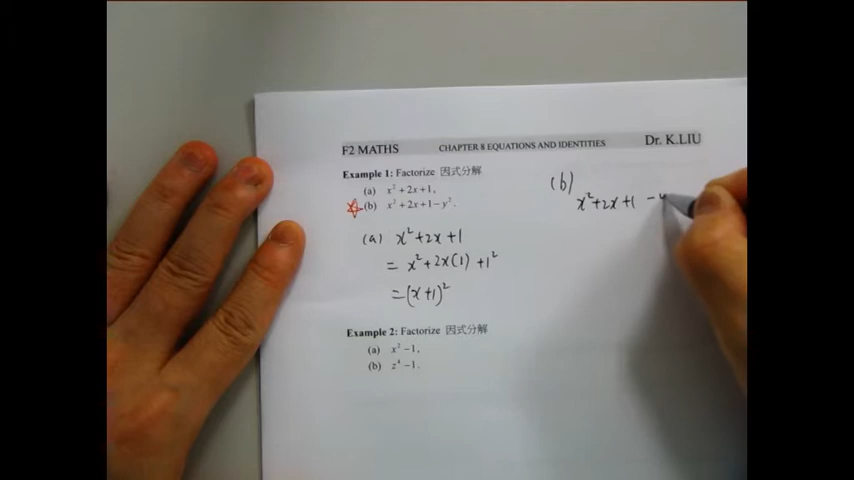 F2 MATHS CHAPTER 8 EQUATIONS AND IDENTITIES Dr. K.LIU
Example 1: Factorize 因式分解
(a) x² + 2x + 1,
(b) x² + 2x + 1 − y².
(a) x² + 2x + 1
= x² + 2x(1) + 1²
= (x + 1)²
(b)
x² + 2x + 1 −
Example 2: Factorize 因式分解
(a) x² − 1,
(b) z⁴ − 1.